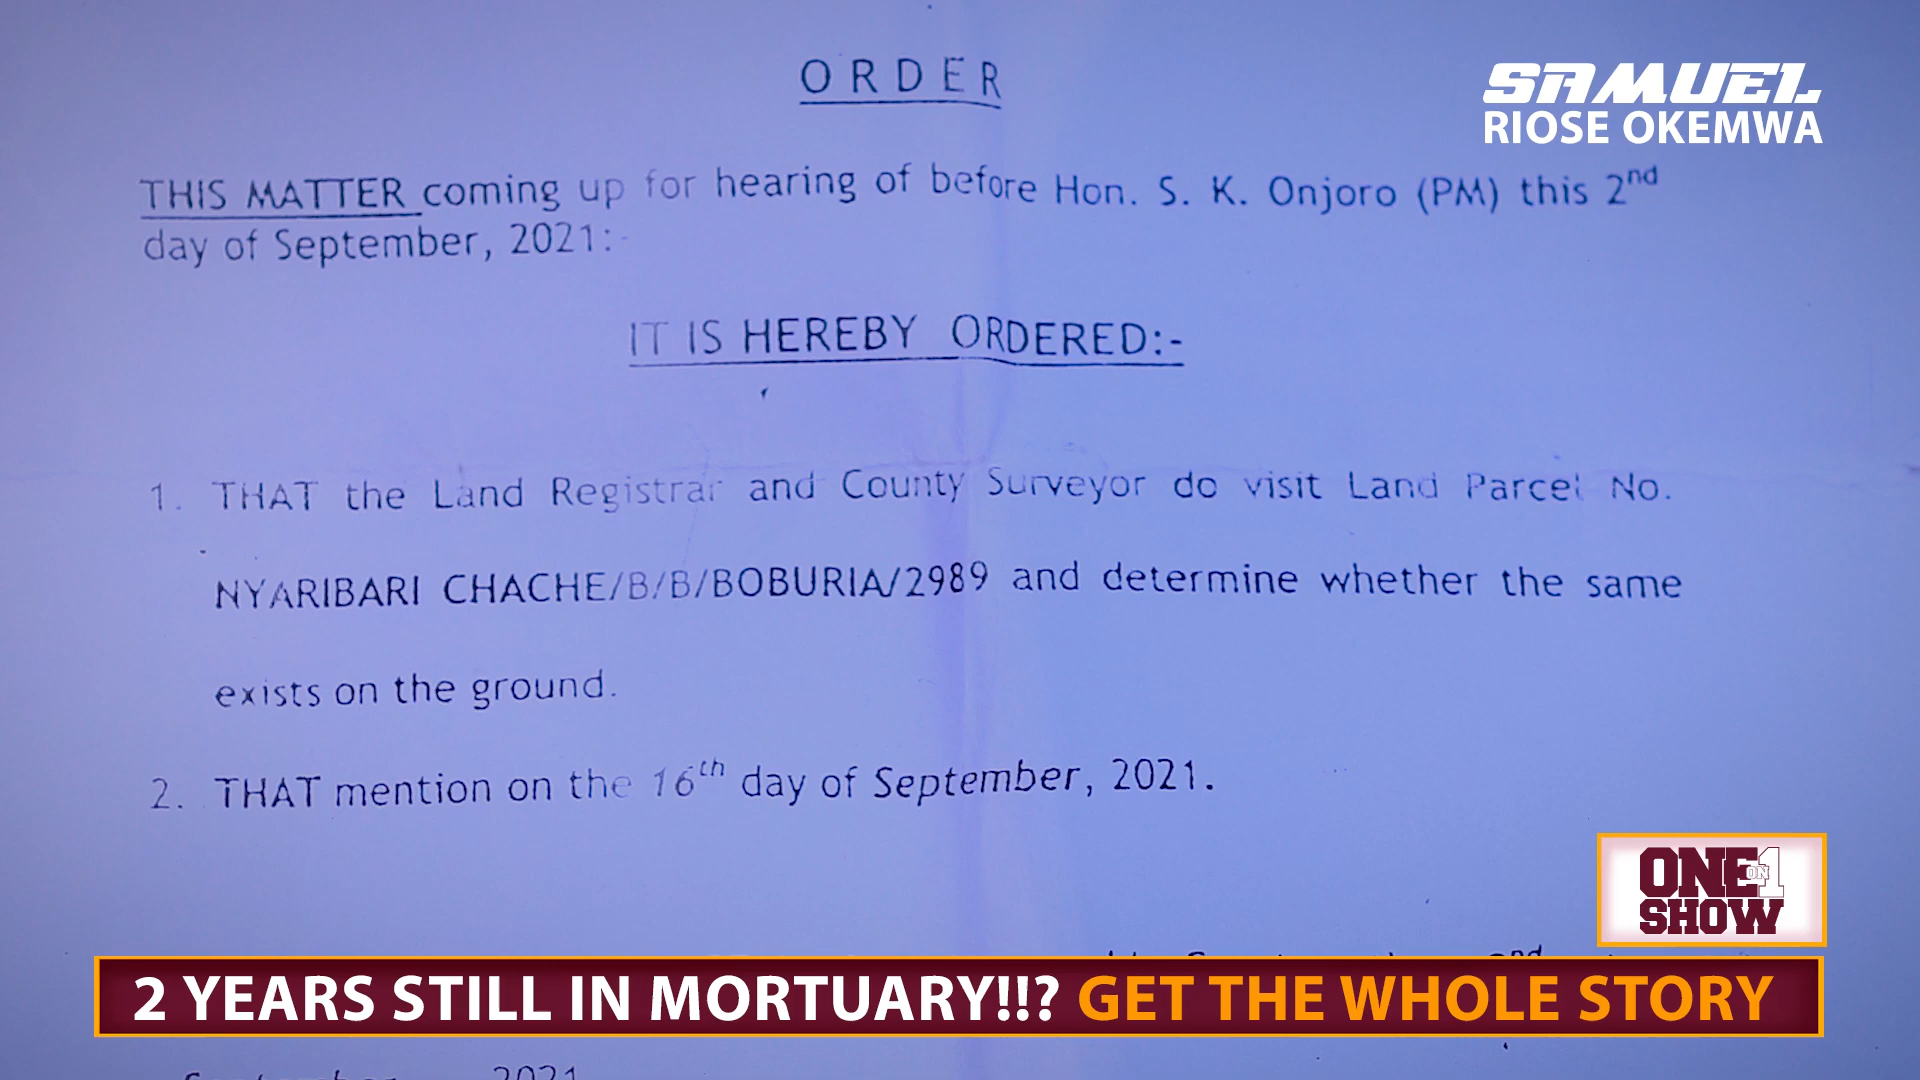 ORDER
SAMUEL
RIOSE OKEMWA
THIS MATTER coming up for hearing of before Hon. S. K. Onjoro (PM) this 2nd
day of September, 2021:-
IT IS HEREBY ORDERED:-
1. THAT the Land Registrar and County Surveyor do visit Land Parcel No.
NYARIBARI CHACHE/B/B/BOBURIA/2989 and determine whether the same
exists on the ground.
2. THAT mention on the 16th day of September, 2021.
ONE ON 1
SHOW
2 YEARS STILL IN MORTUARY!!!? GET THE WHOLE STORY
2021